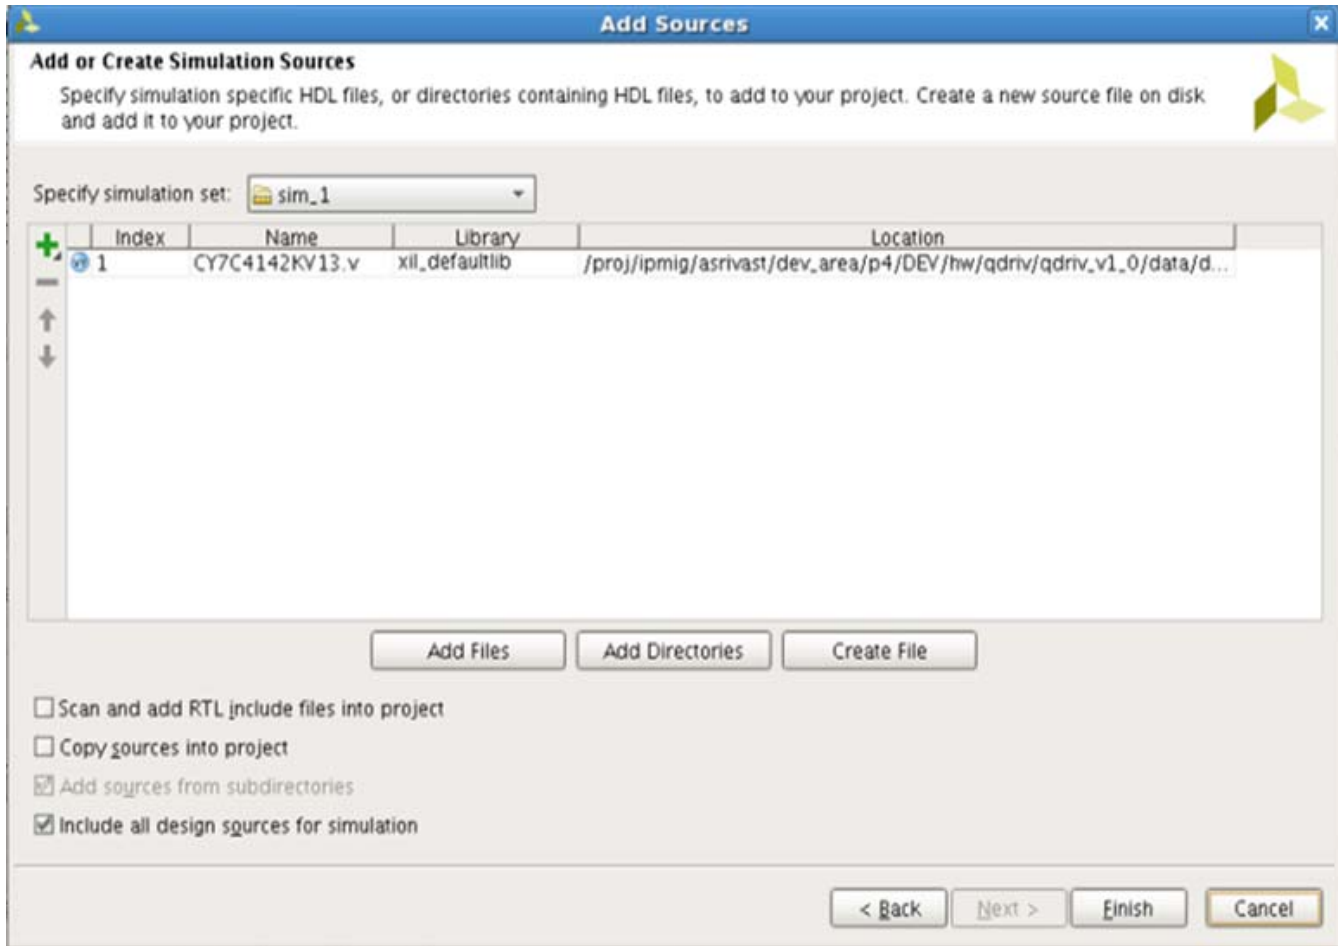 Add Sources
Add or Create Simulation Sources
Specify simulation specific HDL files, or directories containing HDL files, to add to your project. Create a new source file on disk
and add it to your project.
Specify simulation set: sim_1
Index Name Library Location
1 CY7C4142KV13.v xil_defaultlib /proj/ipmig/asrivast/dev_area/p4/DEV/hw/qdriv/qdriv_v1_0/data/d...
Add Files Add Directories Create File
Scan and add RTL include files into project
Copy sources into project
Add sources from subdirectories
Include all design sources for simulation
< Back Next > Finish Cancel